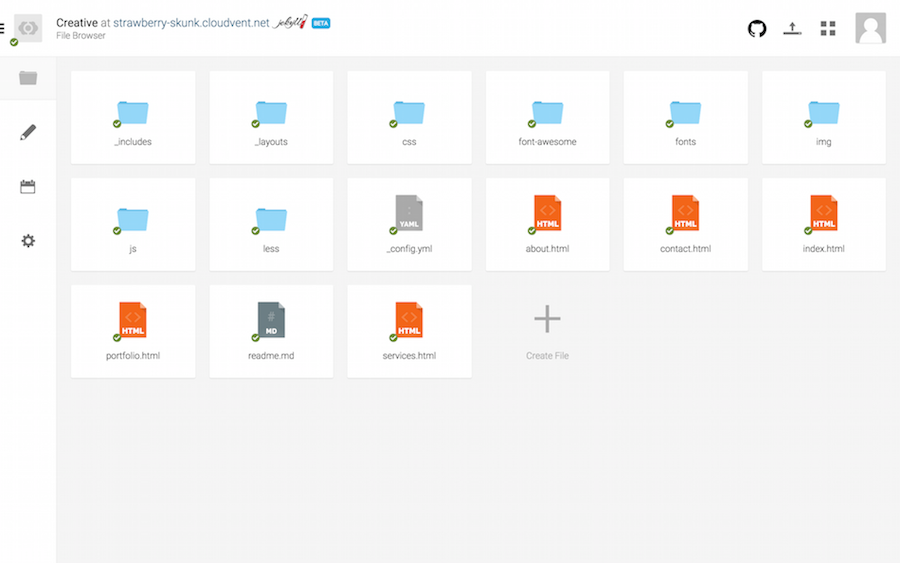 Creative at strawberry-skunk.cloudvent.net jekyll BETA
File Browser
_includes
_layouts
css
font-awesome
fonts
img
js
less
YAML
_config.yml
HTML
about.html
HTML
contact.html
HTML
index.html
HTML
portfolio.html
# MD
readme.md
HTML
services.html
Create File